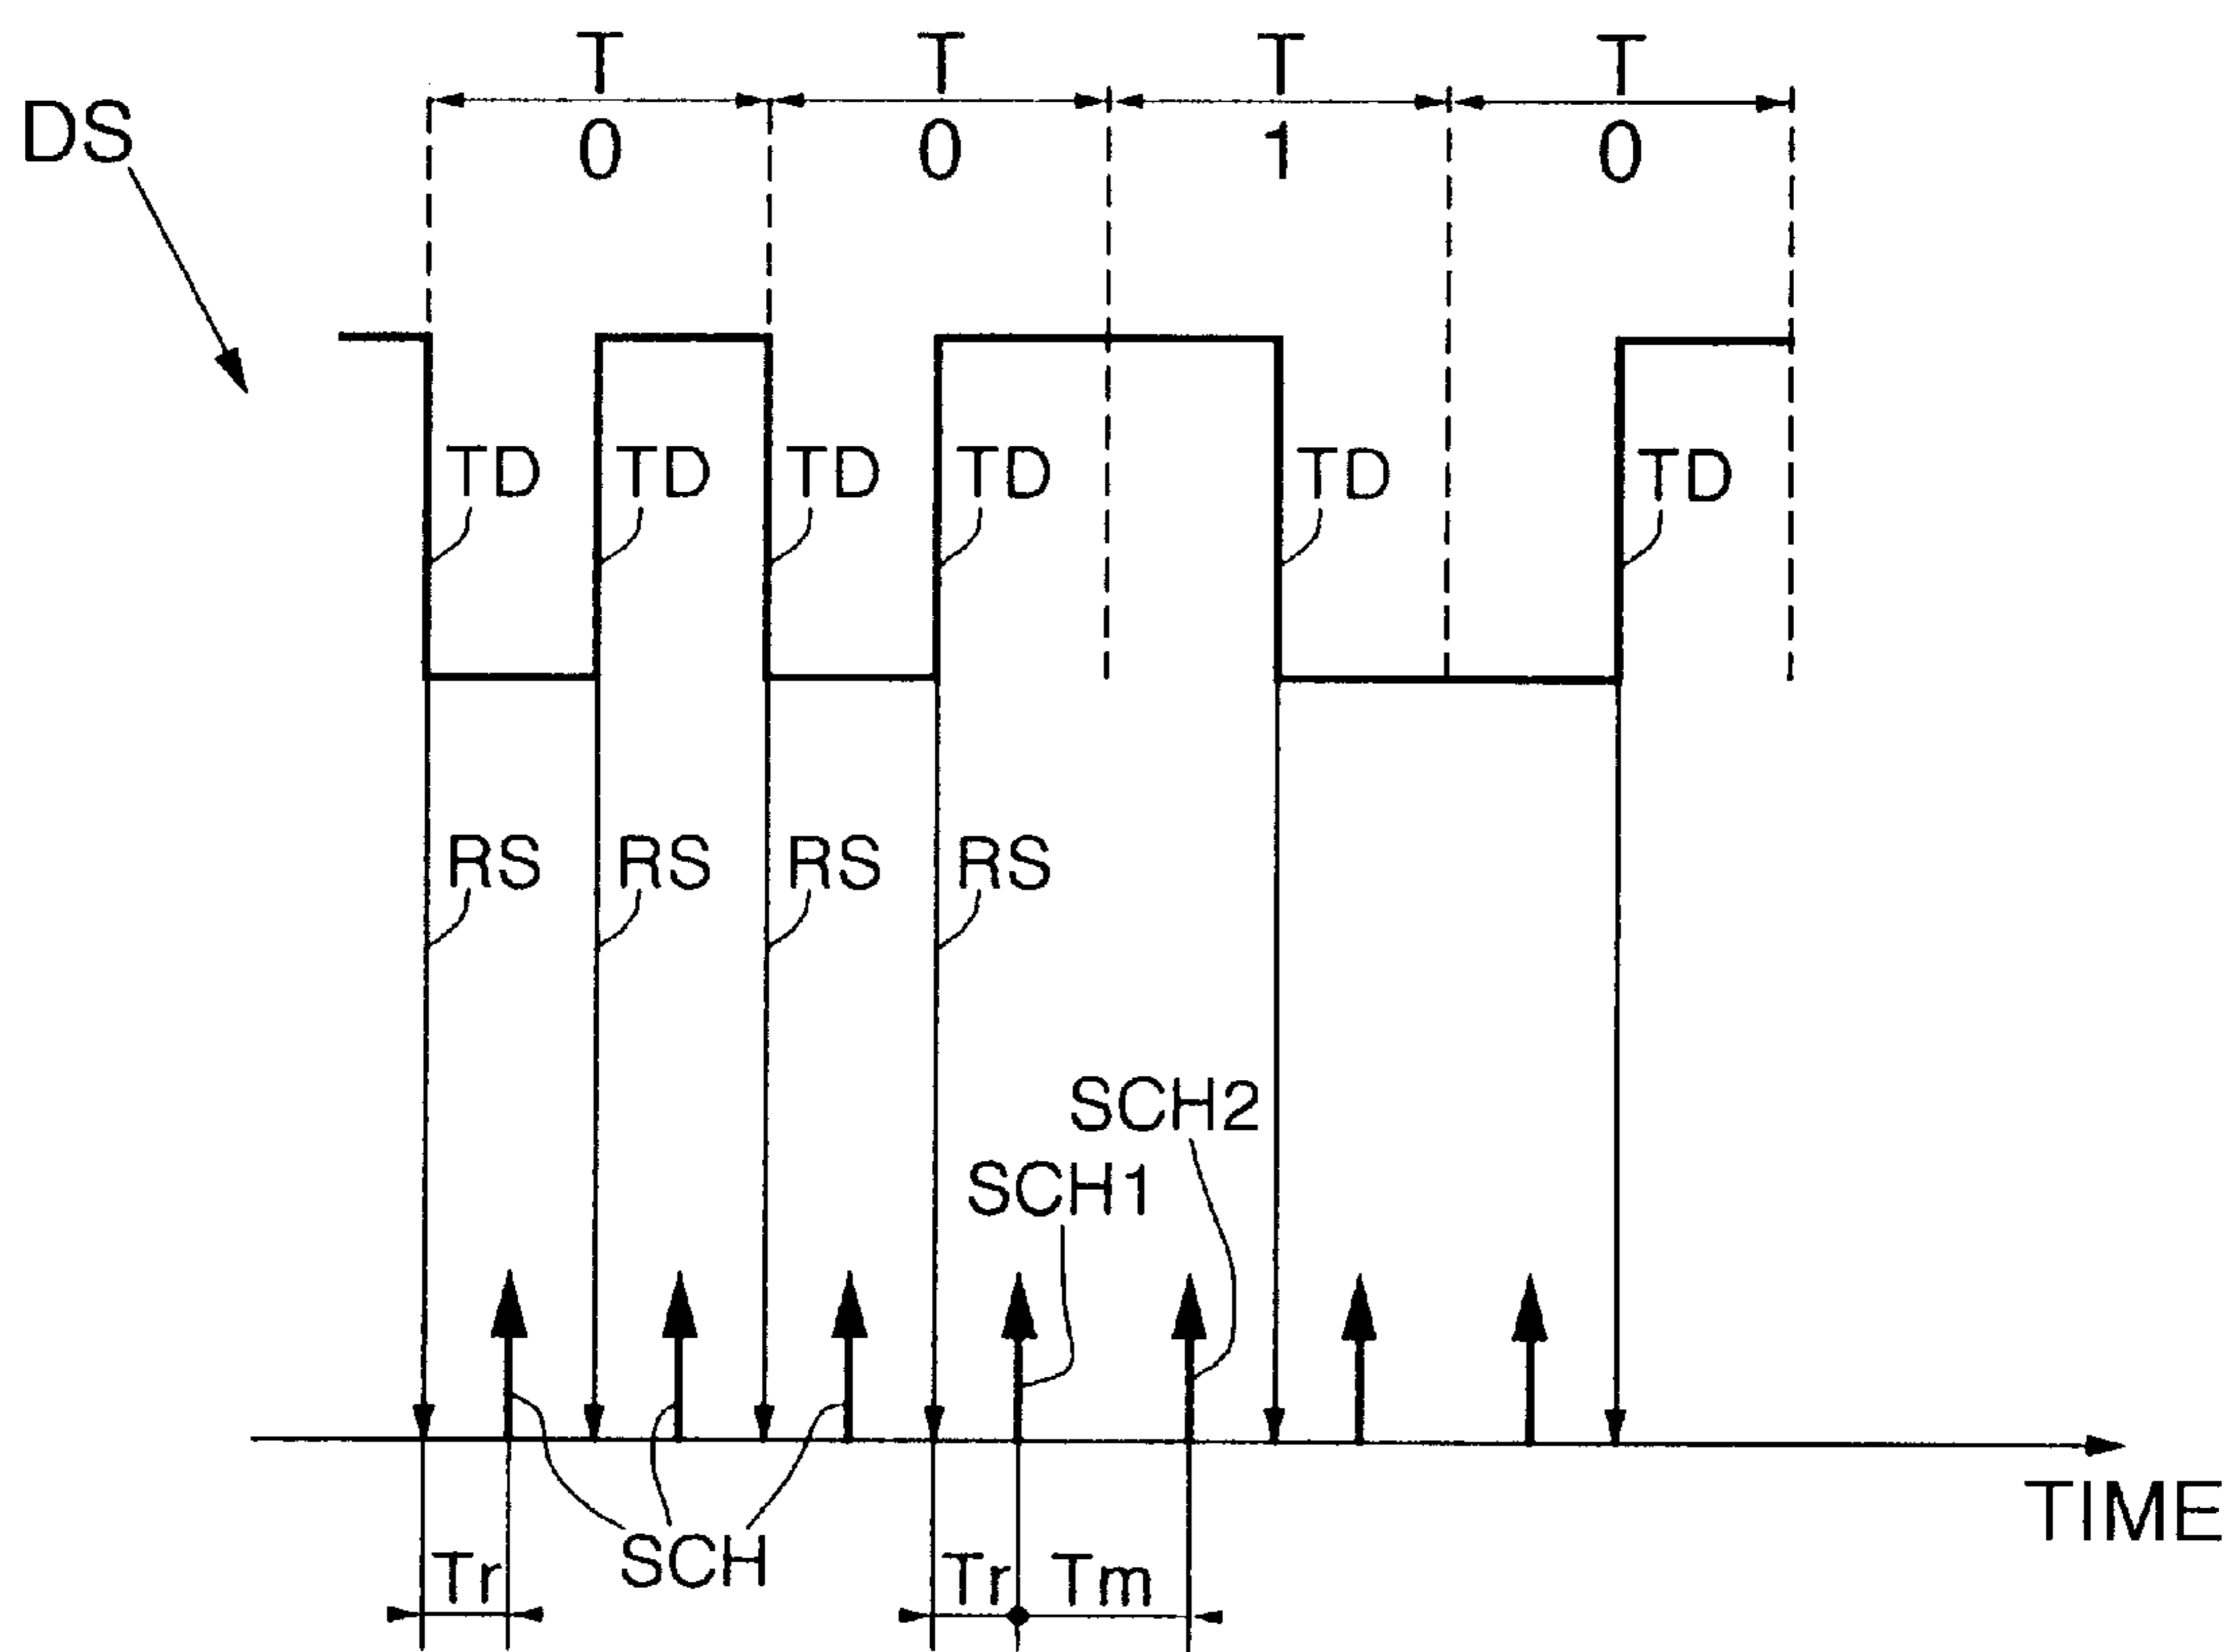 T T T T
DS
0 0 1 0
TD TD TD TD TD TD
RS RS RS RS
SCH2
SCH1
TIME
SCH
Tr Tr Tm